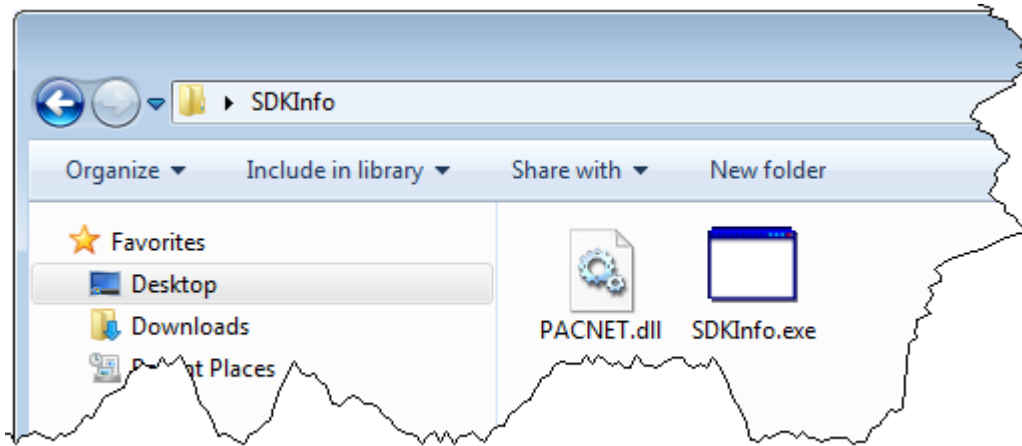 SDKInfo
Organize Include in library Share with New folder
Favorites
Desktop
Downloads
Places
PACNET.dll SDKInfo.exe